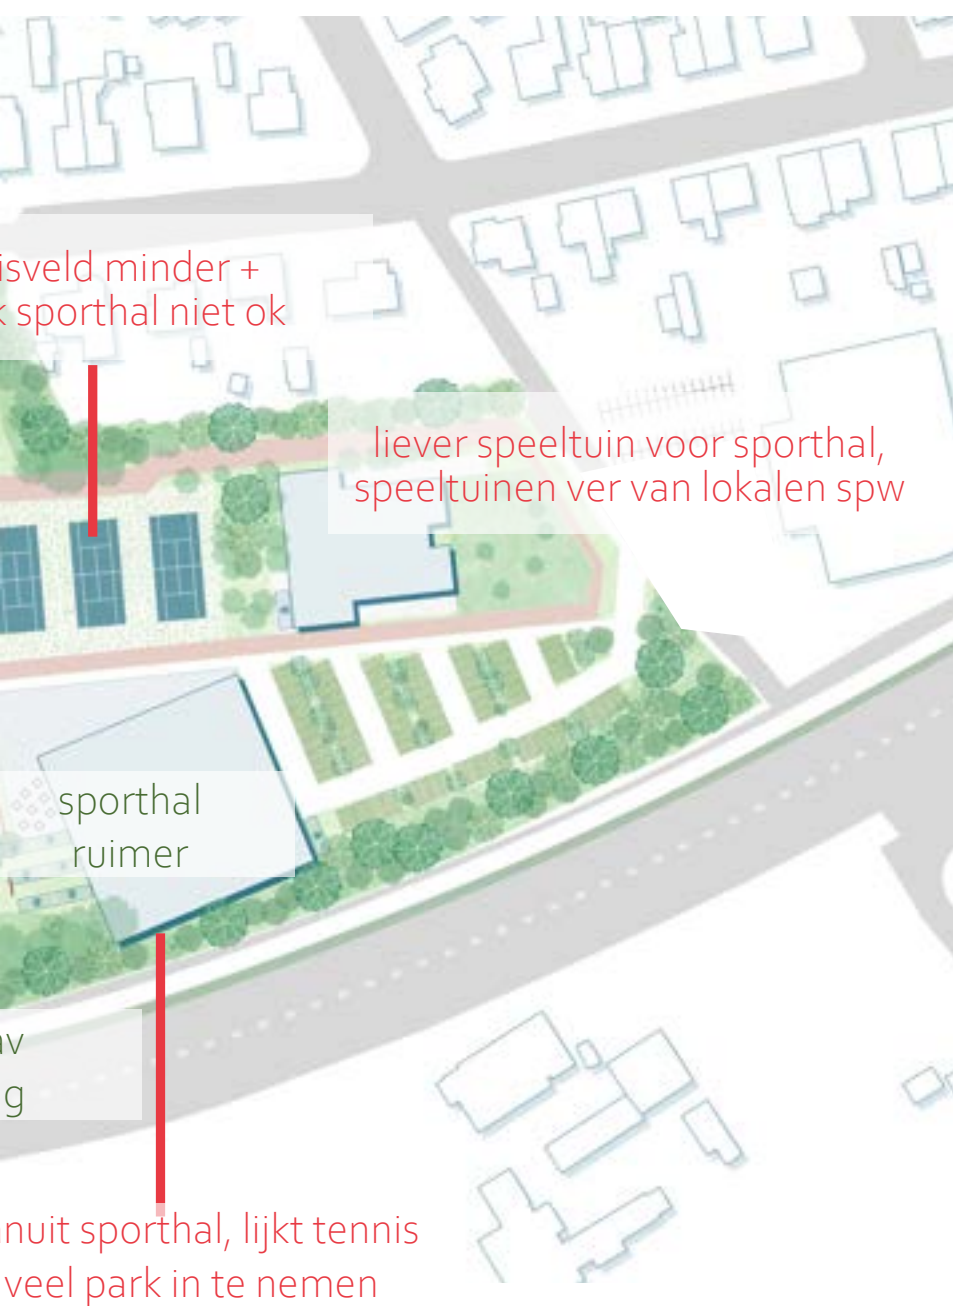 isveld minder +
k sporthal niet ok
liever speeltuin voor sporthal,
speeltuinen ver van lokalen spw
sporthal
ruimer
av
g
nuit sporthal, lijkt tennis
veel park in te nemen